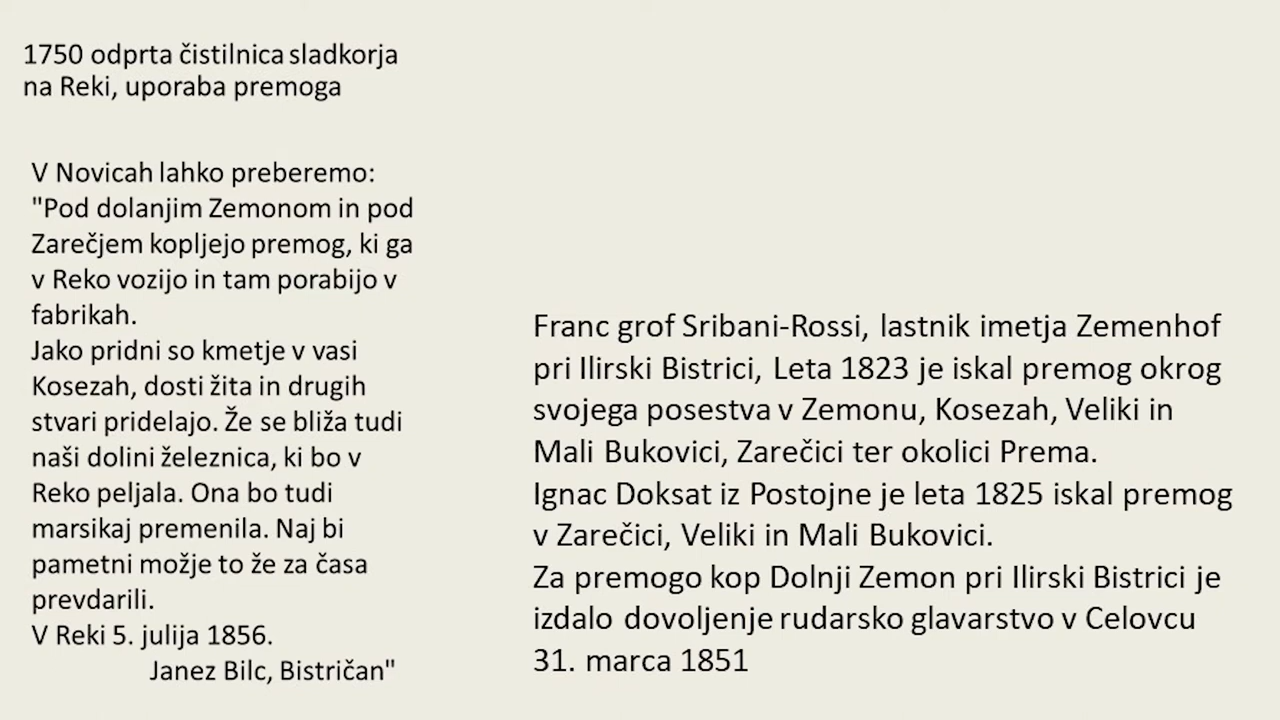 1750 odprta čistilnica sladkorja
na Reki, uporaba premoga
V Novicah lahko preberemo:
"Pod dolanjim Zemonom in pod
Zarečjem kopljejo premog, ki ga
v Reko vozijo in tam porabijo v
fabrikah.
Jako pridni so kmetje v vasi
Kosezah, dosti žita in drugih
stvari pridelajo. Že se bliža tudi
naši dolini železnica, ki bo v
Reko peljala. Ona bo tudi
marsikaj premenila. Naj bi
pametni možje to že za časa
prevdarili.
V Reki 5. julija 1856.
Janez Bilc, Bistričan"
Franc grof Sribani-Rossi, lastnik imetja Zemenhof
pri Ilirski Bistrici, Leta 1823 je iskal premog okrog
svojega posestva v Zemonu, Kosezah, Veliki in
Mali Bukovici, Zarečici ter okolici Prema.
Ignac Doksat iz Postojne je leta 1825 iskal premog
v Zarečici, Veliki in Mali Bukovici.
Za premogo kop Dolnji Zemon pri Ilirski Bistrici je
izdalo dovoljenje rudarsko glavarstvo v Celovcu
31. marca 1851